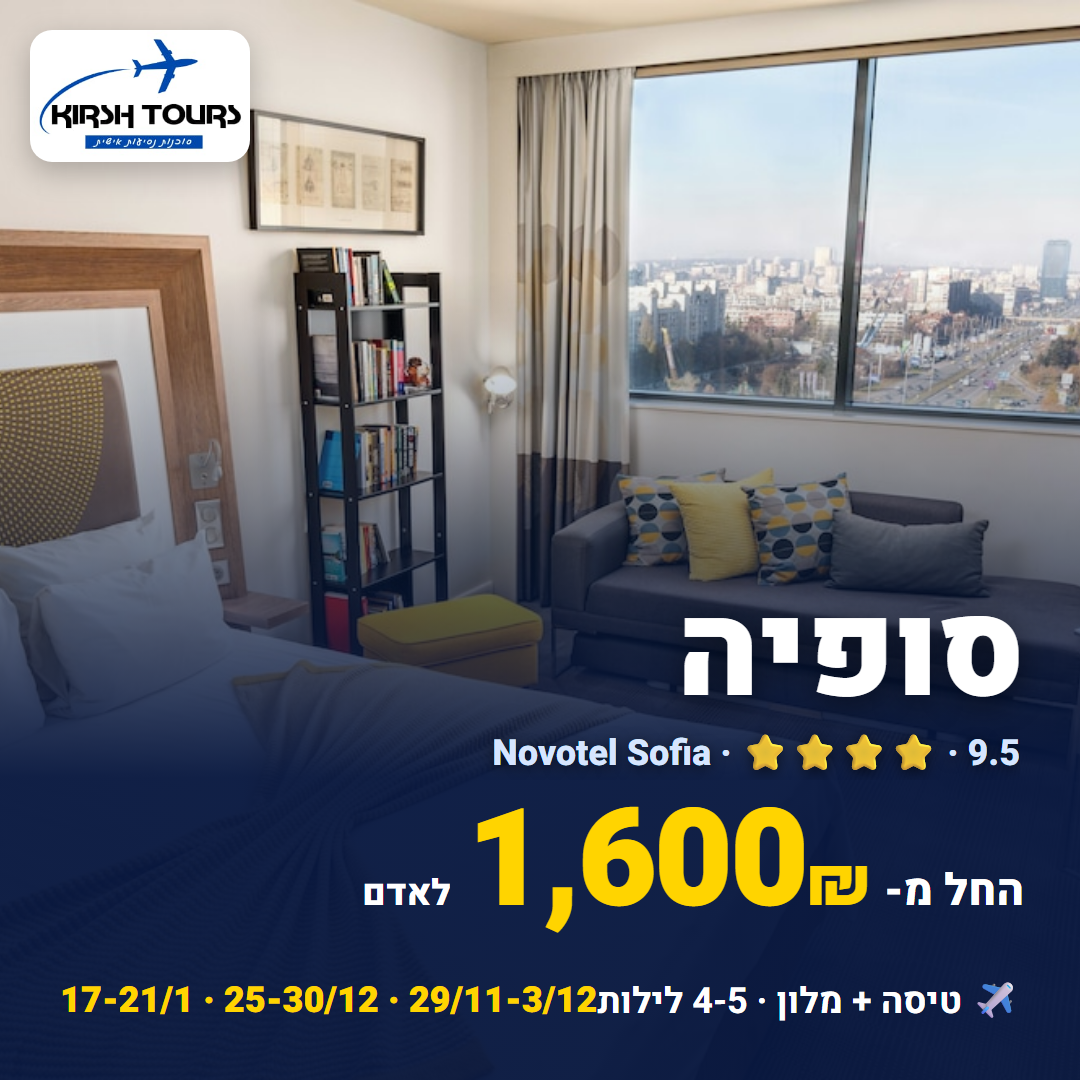 KIRSH TOURS
סוכנות נסיעות אישית
סופיה
9.5 · ⭐⭐⭐⭐ · Novotel Sofia
החל מ- ₪1,600 לאדם
✈️ טיסה + מלון · 4-5 לילות 29/11-3/12 · 25-30/12 · 17-21/1